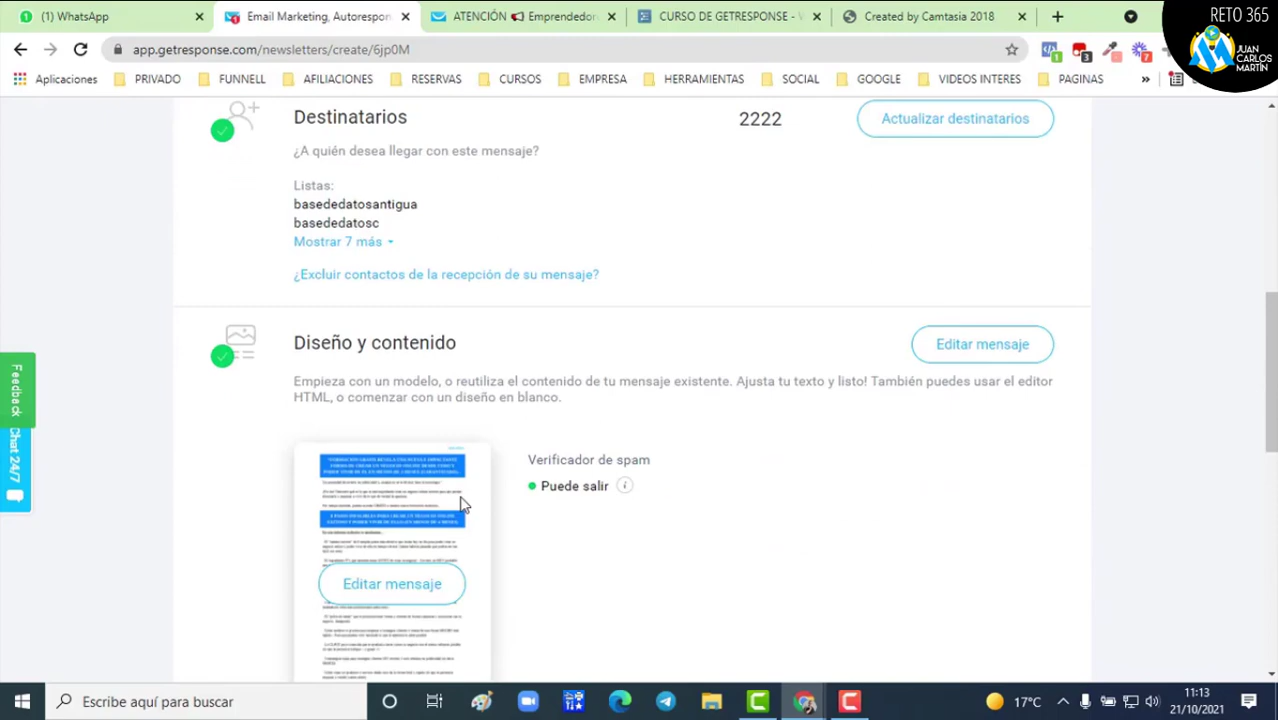 RETO 365
JUAN
CARLOS
MARTÍN
(1) WhatsApp
Email Marketing, Autorespon
ATENCIÓN 📢 Emprendedor
CURSO DE GETRESPONSE -
Created by Camtasia 2018
app.getresponse.com/newsletters/create/6jp0M
1
3
7
Aplicaciones
PRIVADO
FUNNELL
AFILIACIONES
RESERVAS
CURSOS
EMPRESA
HERRAMIENTAS
SOCIAL
GOOGLE
VIDEOS INTERES
PAGINAS
Destinatarios
2222
Actualizar destinatarios
¿A quién desea llegar con este mensaje?
Listas:
basededatosantigua
basededatosc
Mostrar 7 más
¿Excluir contactos de la recepción de su mensaje?
Diseño y contenido
Editar mensaje
Empieza con un modelo, o reutiliza el contenido de tu mensaje existente. Ajusta tu texto y listo! También puedes usar el editor
HTML, o comenzar con un diseño en blanco.
Verificador de spam
Puede salir
Editar mensaje
Feedback
Chat 24/7
Escribe aquí para buscar
17°C
11:13
21/10/2021